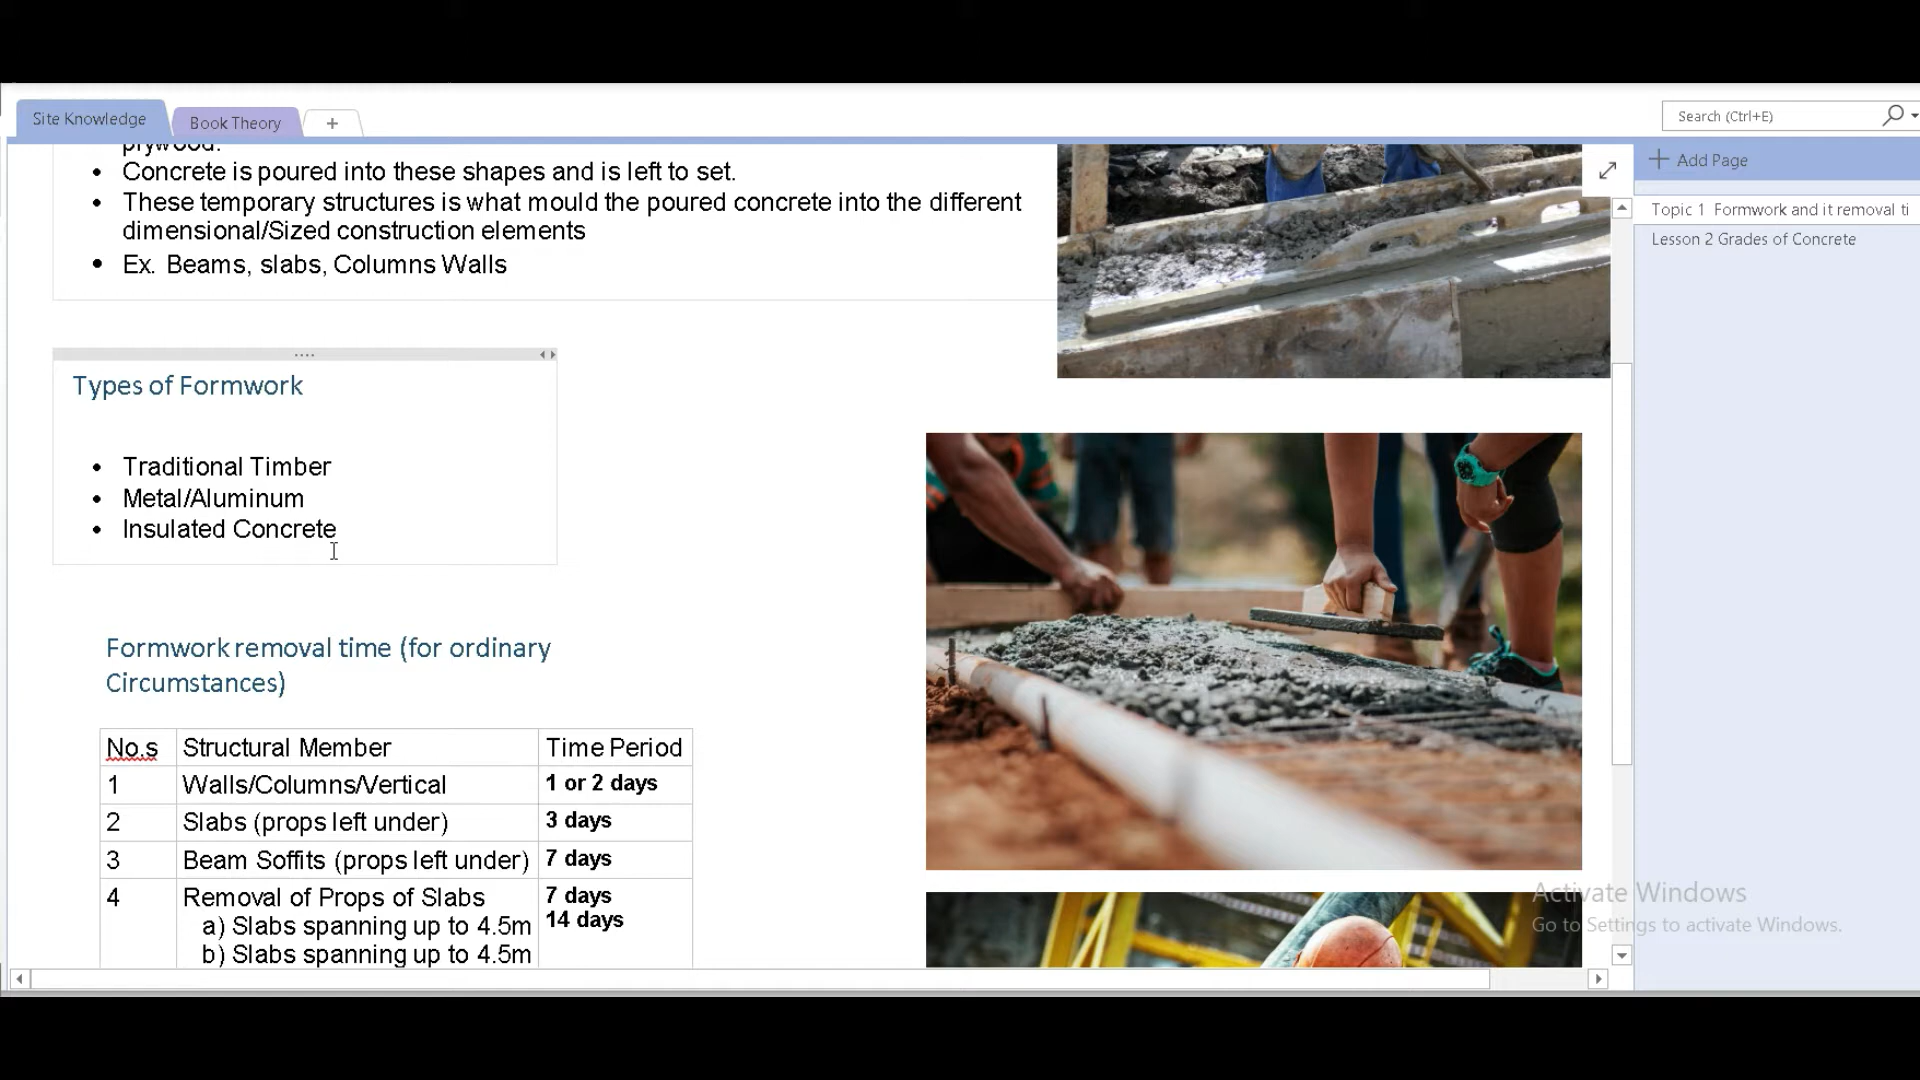 Site Knowledge
Book Theory
+
Search (Ctrl+E)
plywood.
• Concrete is poured into these shapes and is left to set.
• These temporary structures is what mould the poured concrete into the different
dimensional/Sized construction elements
• Ex. Beams, slabs, Columns Walls
Types of Formwork
• Traditional Timber
• Metal/Aluminum
• Insulated Concrete
Formwork removal time (for ordinary
Circumstances)
No.s Structural Member Time Period
1 Walls/Columns/Vertical 1 or 2 days
2 Slabs (props left under) 3 days
3 Beam Soffits (props left under) 7 days
4 Removal of Props of Slabs 7 days
a) Slabs spanning up to 4.5m 14 days
b) Slabs spanning up to 4.5m
Add Page
Topic 1 Formwork and it removal ti
Lesson 2 Grades of Concrete
Activate Windows
Go to Settings to activate Windows.